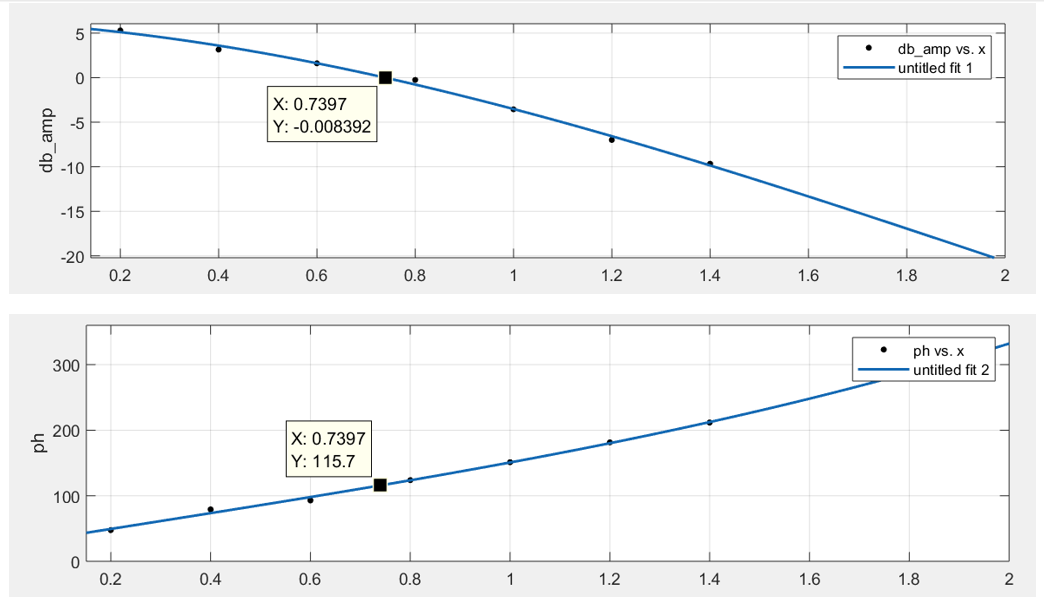 5
0
-5
-10
-15
-20
db_amp
db_amp vs. x
untitled fit 1
X: 0.7397
Y: -0.008392
0.2 0.4 0.6 0.8 1 1.2 1.4 1.6 1.8 2
300
200
100
0
ph
ph vs. x
untitled fit 2
X: 0.7397
Y: 115.7
0.2 0.4 0.6 0.8 1 1.2 1.4 1.6 1.8 2